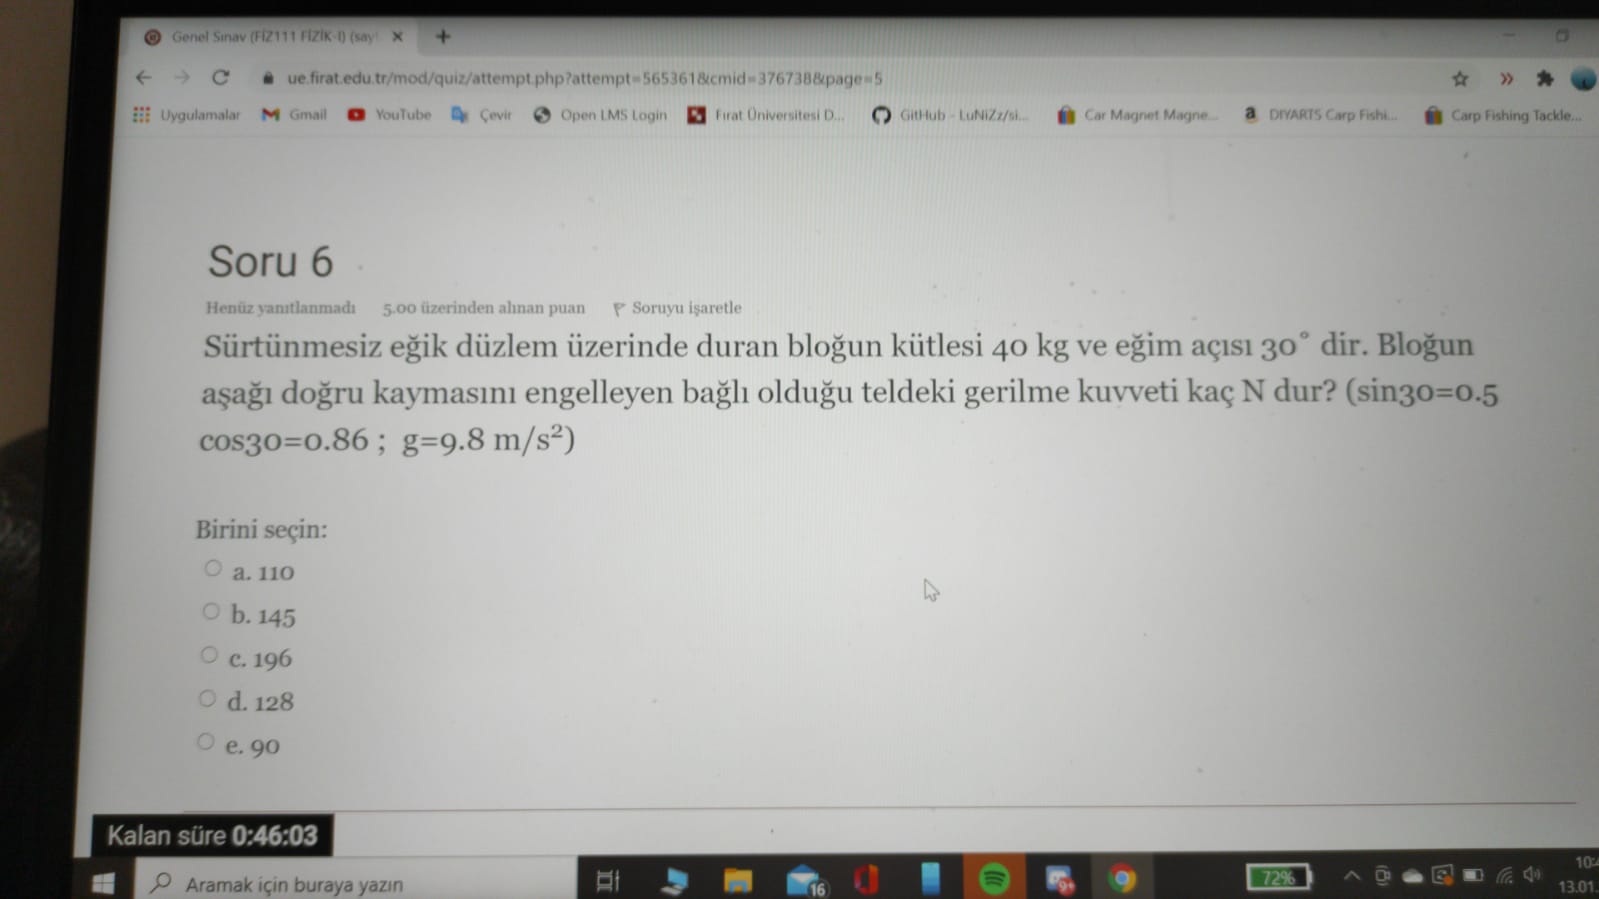 Genel Sınav (FİZ111 FİZİK-I) (say
ue.firat.edu.tr/mod/quiz/attempt.php?attempt=565361&cmid=376738&page=5
Uygulamalar Gmail YouTube Çevir Open LMS Login Fırat Üniversitesi D... GitHub - LuNiZz/si... Car Magnet Magne... DIYARTS Carp Fishi... Carp Fishing Tackle...
Soru 6
Henüz yanıtlanmadı 5.00 üzerinden alınan puan Soruyu işaretle
Sürtünmesiz eğik düzlem üzerinde duran bloğun kütlesi 40 kg ve eğim açısı 30° dir. Bloğun
aşağı doğru kaymasını engelleyen bağlı olduğu teldeki gerilme kuvveti kaç N dur? (sin30=0.5
cos30=0.86 ; g=9.8 m/s²)
Birini seçin:
a. 110
b. 145
c. 196
d. 128
e. 90
Kalan süre 0:46:03
Aramak için buraya yazın
16
9+
72%
10:4
13.01.